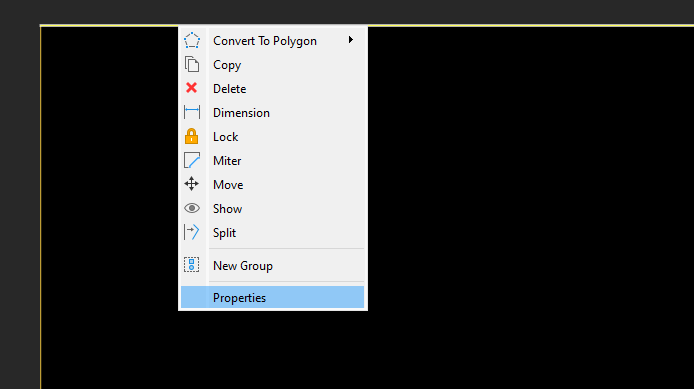 Convert To Polygon
Copy
Delete
Dimension
Lock
Miter
Move
Show
Split
New Group
Properties